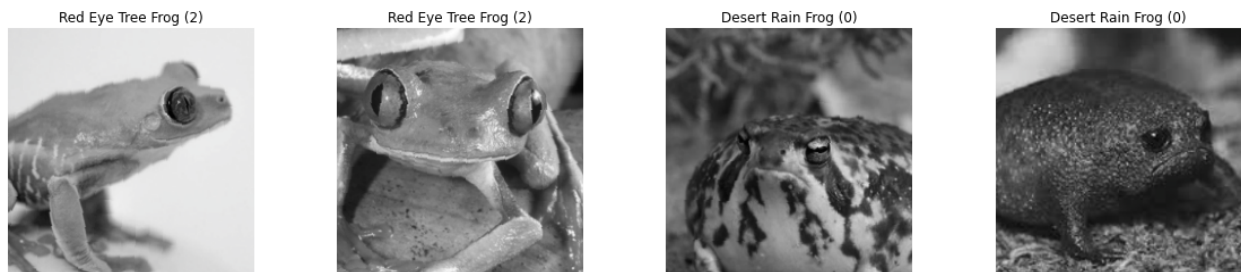 Red Eye Tree Frog (2)
Red Eye Tree Frog (2)
Desert Rain Frog (0)
Desert Rain Frog (0)